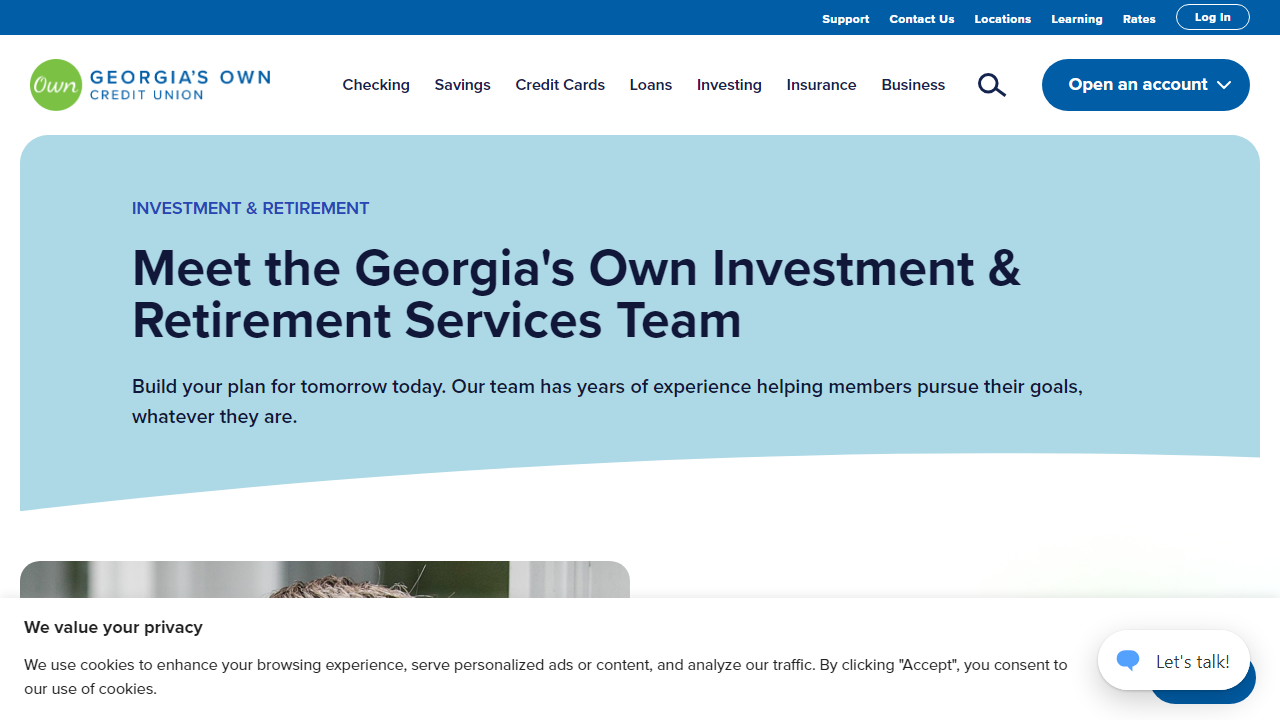 Support Contact Us Locations Learning Rates Log In
Own GEORGIA'S OWN
CREDIT UNION
Checking Savings Credit Cards Loans Investing Insurance Business Open an account
INVESTMENT & RETIREMENT
Meet the Georgia's Own Investment &
Retirement Services Team
Build your plan for tomorrow today. Our team has years of experience helping members pursue their goals,
whatever they are.
We value your privacy
We use cookies to enhance your browsing experience, serve personalized ads or content, and analyze our traffic. By clicking "Accept", you consent to
our use of cookies.
Let's talk!